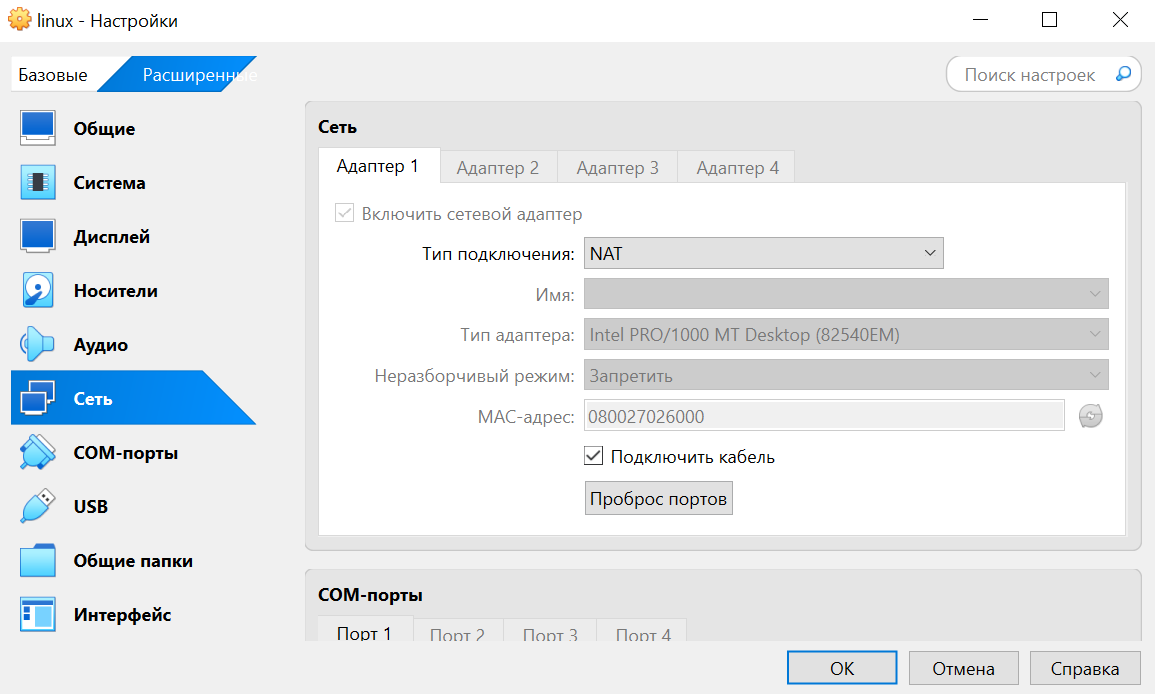 linux - Настройки
Базовые Расширенные
Поиск настроек
Общие
Система
Дисплей
Носители
Аудио
Сеть
COM-порты
USB
Общие папки
Интерфейс
Сеть
Адаптер 1 Адаптер 2 Адаптер 3 Адаптер 4
Включить сетевой адаптер
Тип подключения: NAT
Имя:
Тип адаптера: Intel PRO/1000 MT Desktop (82540EM)
Неразборчивый режим: Запретить
MAC-адрес: 080027026000
Подключить кабель
Проброс портов
COM-порты
Порт 1 Порт 2 Порт 3 Порт 4
OK Отмена Справка